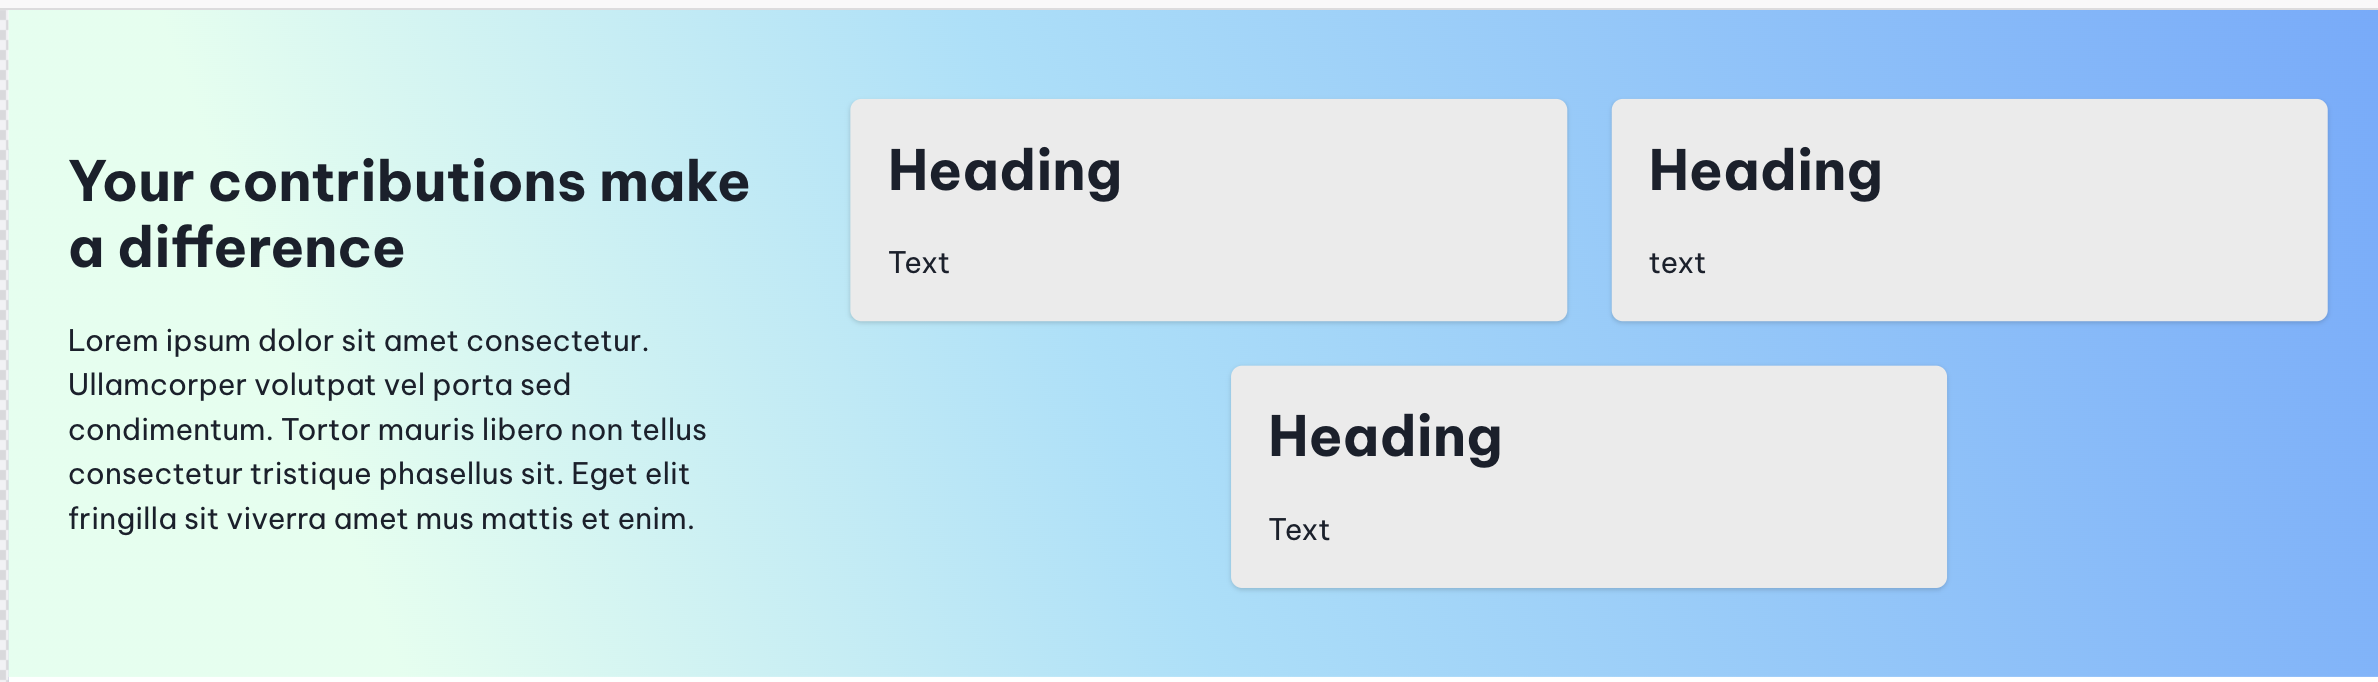 Your contributions make
a difference
Lorem ipsum dolor sit amet consectetur.
Ullamcorper volutpat vel porta sed
condimentum. Tortor mauris libero non tellus
consectetur tristique phasellus sit. Eget elit
fringilla sit viverra amet mus mattis et enim.
Heading
Text
Heading
text
Heading
Text